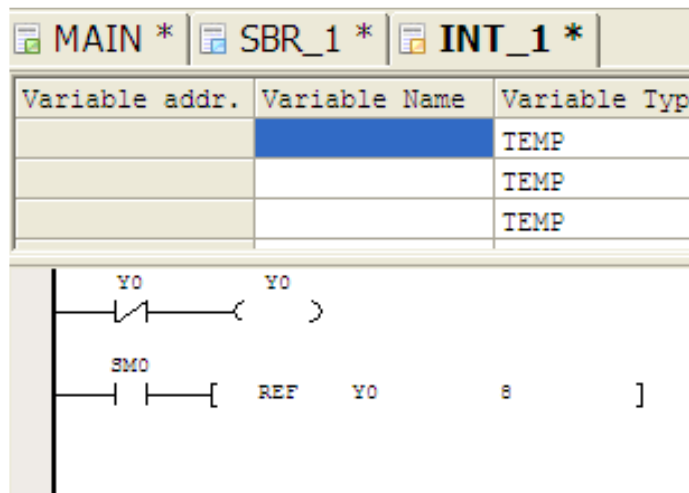 MAIN * SBR_1 * INT_1 *
Variable addr. Variable Name Variable Typ
TEMP
TEMP
TEMP
Y0 Y0
SM0
REF Y0 8